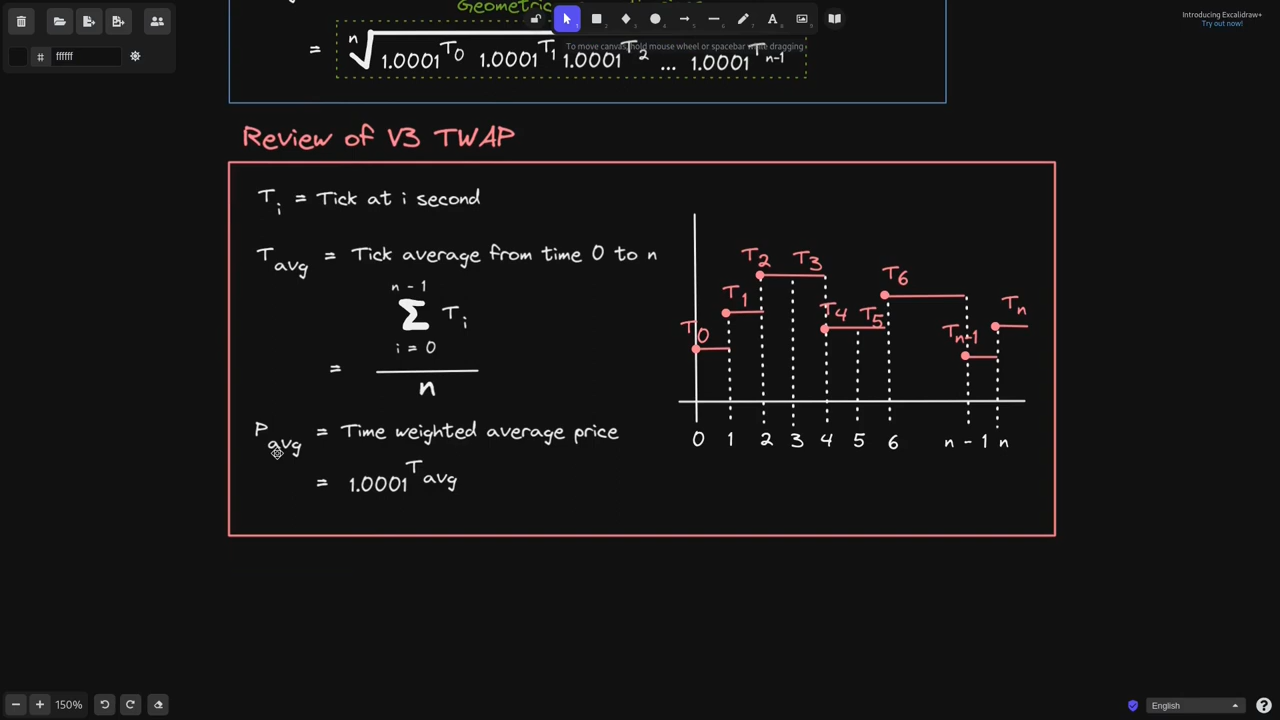 Introducing Excalidraw+
Try out now!
# ffffff
To move canvas, hold mouse wheel or spacebar while dragging
= n√ 1.0001^T0 1.0001^T1 1.0001^T2 ... 1.0001^Tn-1
Review of V3 TWAP
Ti = Tick at i second
Tavg = Tick average from time 0 to n
n - 1
Σ Ti
i = 0
=
n
Pavg = Time weighted average price
= 1.0001^Tavg
T0 T1 T2 T3 T4 T5 T6 Tn-1 Tn
0 1 2 3 4 5 6 n - 1 n
150%
English